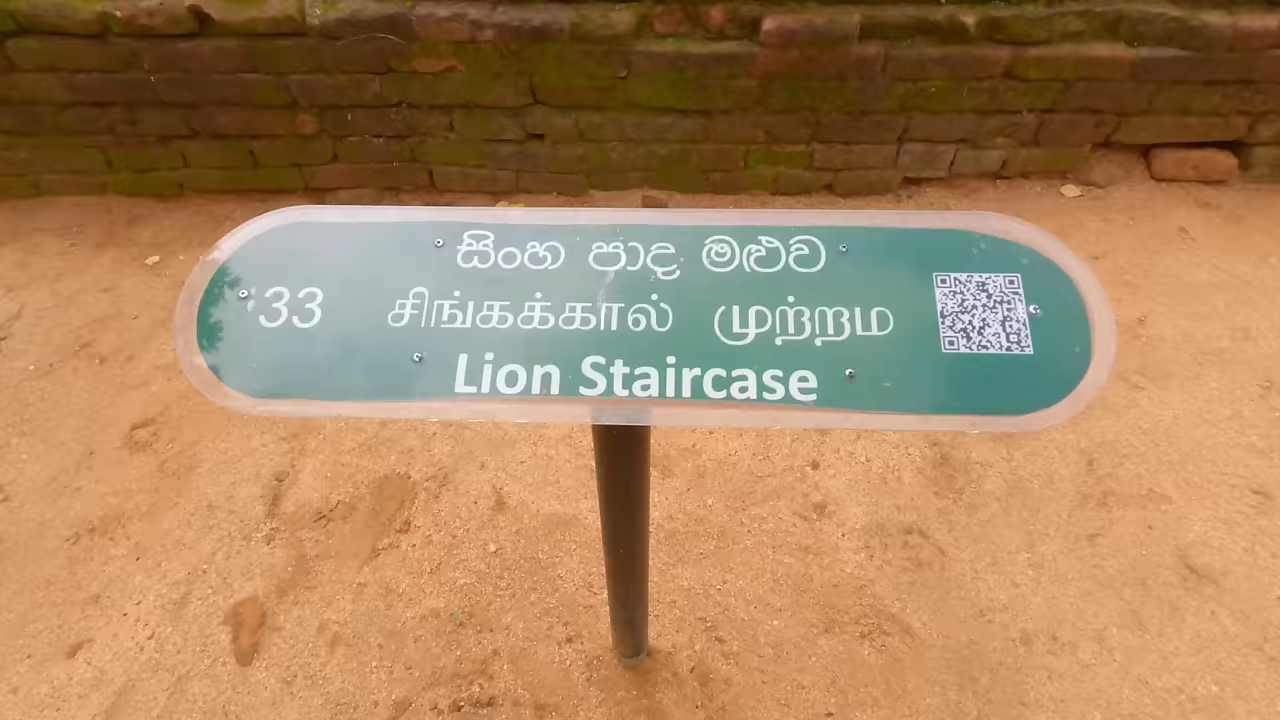 සිංහ පාද මළුව
33 சிங்கக்கால் முற்றம
Lion Staircase